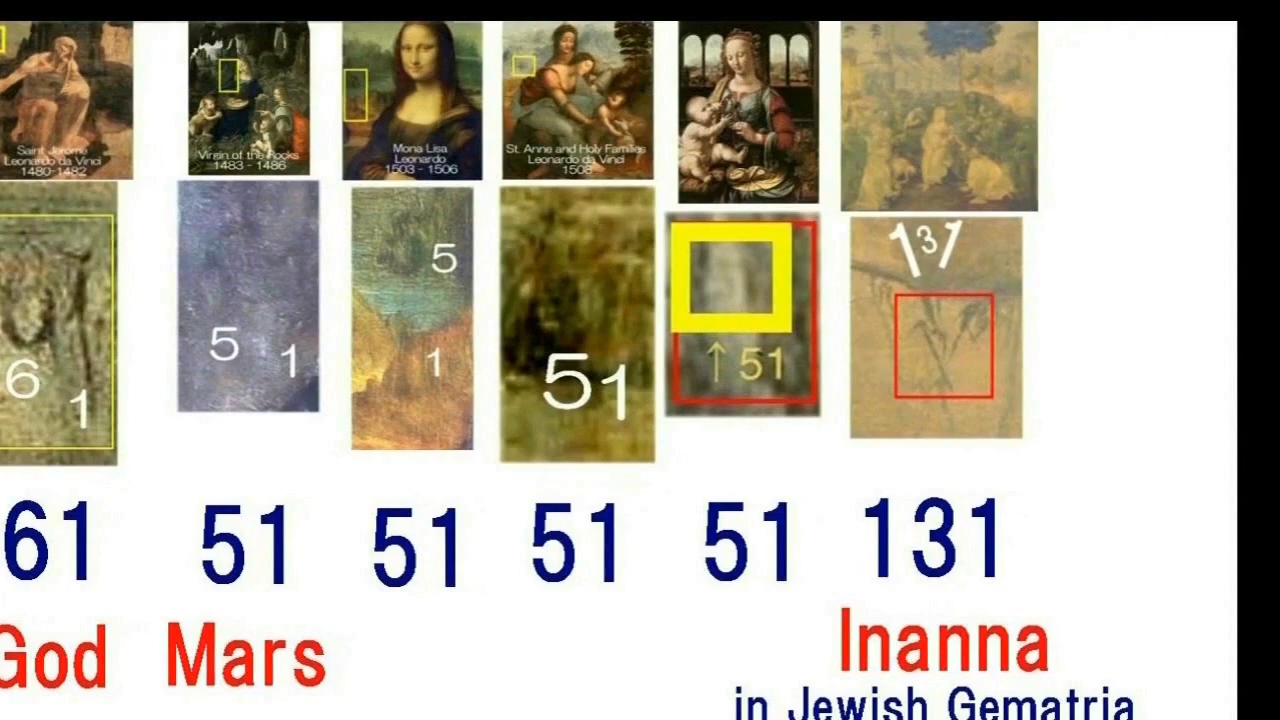 Saint Jerome
Leonardo da Vinci
1480-1482
Virgin of the Rocks
1483 - 1486
Mona Lisa
Leonardo
1503 - 1506
St. Anne and Holy Families
Leonardo da Vinci
1508
6 1
5 1
5
1
51
↑ 51
131
61 51 51 51 51 131
God Mars
Inanna
in Jewish Gematria